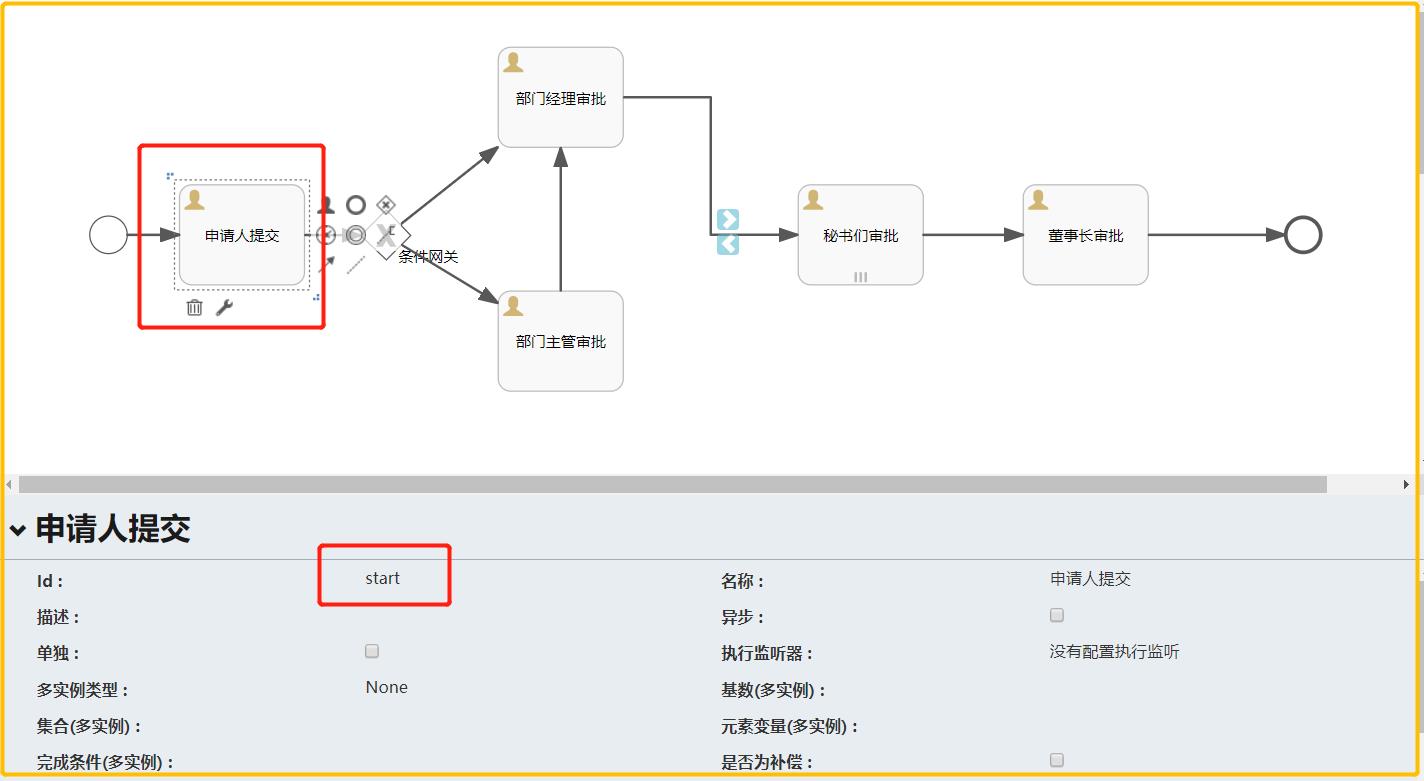 部门经理审批
申请人提交
条件网关
秘书们审批
董事长审批
部门主管审批
申请人提交
Id： start 名称： 申请人提交
描述： 异步：
单独： 执行监听器： 没有配置执行监听
多实例类型： None 基数(多实例)：
集合(多实例)： 元素变量(多实例)：
完成条件(多实例)： 是否为补偿：